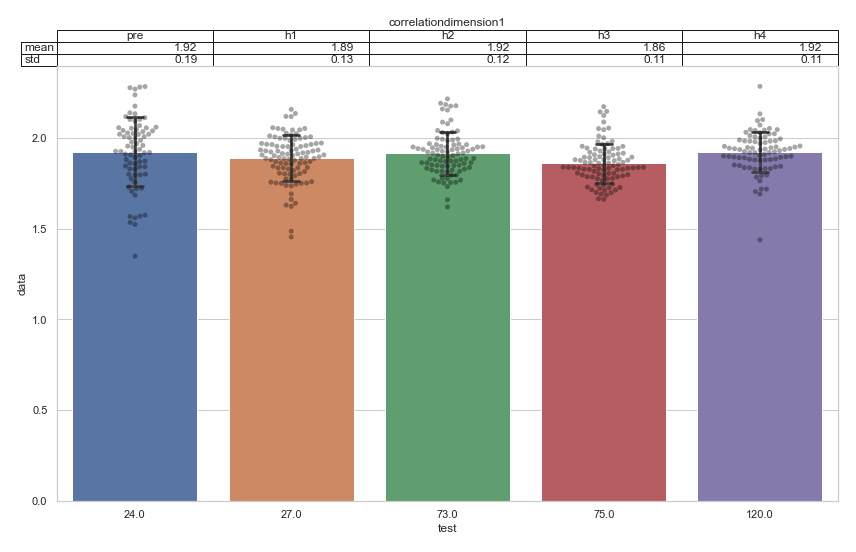 correlationdimension1
pre h1 h2 h3 h4
mean 1.92 1.89 1.92 1.86 1.92
std 0.19 0.13 0.12 0.11 0.11
2.0
1.5
1.0
0.5
0.0
data
24.0 27.0 73.0 75.0 120.0
test